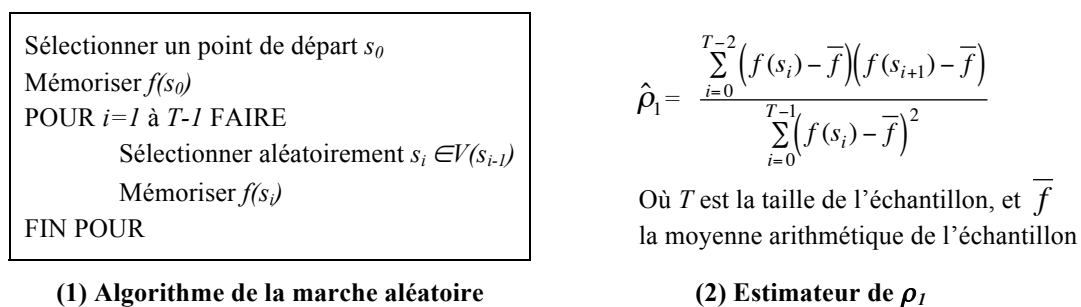 Sélectionner un point de départ s₀
Mémoriser f(s₀)
POUR i=1 à T-1 FAIRE
Sélectionner aléatoirement sᵢ ∈V(sᵢ₋₁)
Mémoriser f(sᵢ)
FIN POUR
(1) Algorithme de la marche aléatoire
ρ̂₁ = ∑_{i=0}^{T−2} (f(sᵢ) − f̅)(f(sᵢ₊₁) − f̅) / ∑_{i=0}^{T−1} (f(sᵢ) − f̅)²
Où T est la taille de l’échantillon, et f̅
la moyenne arithmétique de l’échantillon
(2) Estimateur de ρ₁